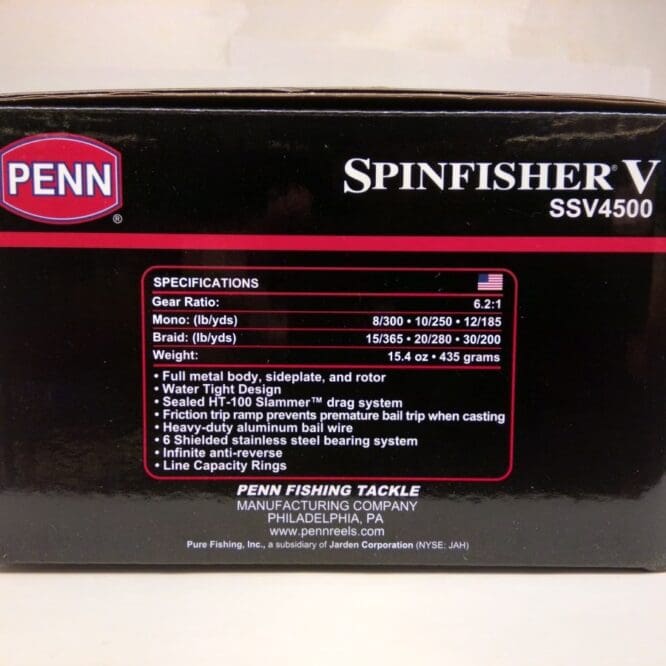 PENN®
SPINFISHER® V
SSV4500
SPECIFICATIONS
Gear Ratio: 6.2:1
Mono: (lb/yds) 8/300 • 10/250 • 12/185
Braid: (lb/yds) 15/365 • 20/280 • 30/200
Weight: 15.4 oz • 435 grams
• Full metal body, sideplate, and rotor
• Water Tight Design
• Sealed HT-100 Slammer™ drag system
• Friction trip ramp prevents premature bail trip when casting
• Heavy-duty aluminum bail wire
• 6 Shielded stainless steel bearing system
• Infinite anti-reverse
• Line Capacity Rings
PENN FISHING TACKLE
MANUFACTURING COMPANY
PHILADELPHIA, PA
www.pennreels.com
Pure Fishing, Inc., a subsidiary of Jarden Corporation (NYSE: JAH)